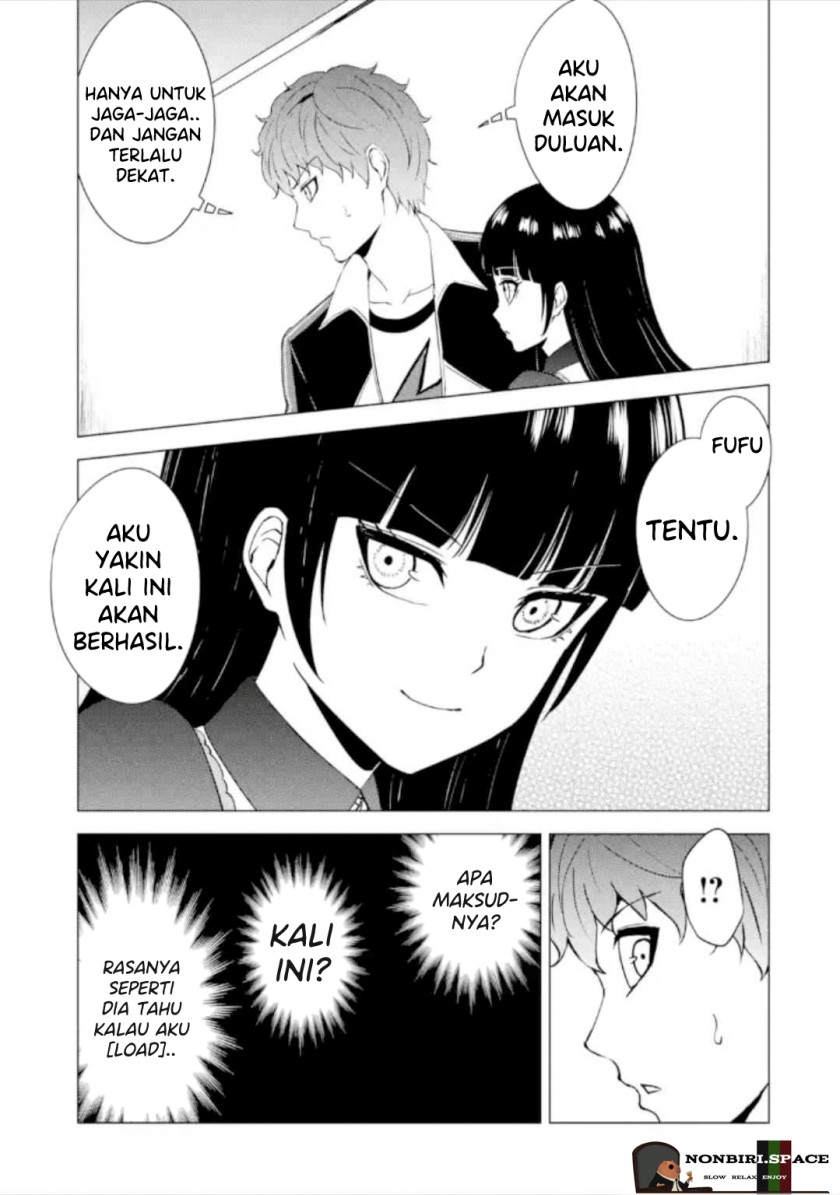 AKU
AKAN
MASUK
DULUAN.
HANYA UNTUK
JAGA-JAGA..
DAN JANGAN
TERLALU
DEKAT.
FUFU
TENTU.
AKU
YAKIN
KALI INI
AKAN
BERHASIL.
!?
APA
MAKSUD-
NYA?
KALI
INI?
RASANYA
SEPERTI
DIA TAHU
KALAU AKU
[LOAD]..
NONBIRI.SPACE
SLOW RELAX ENJOY